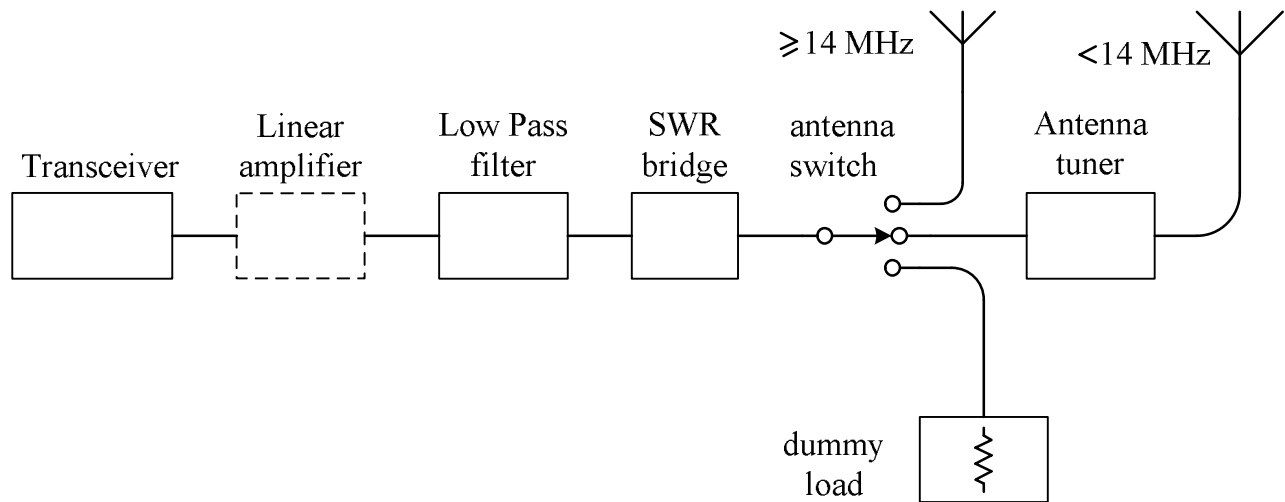 Transceiver
Linear
amplifier
Low Pass
filter
SWR
bridge
antenna
switch
⩾14 MHz
<14 MHz
Antenna
tuner
dummy
load